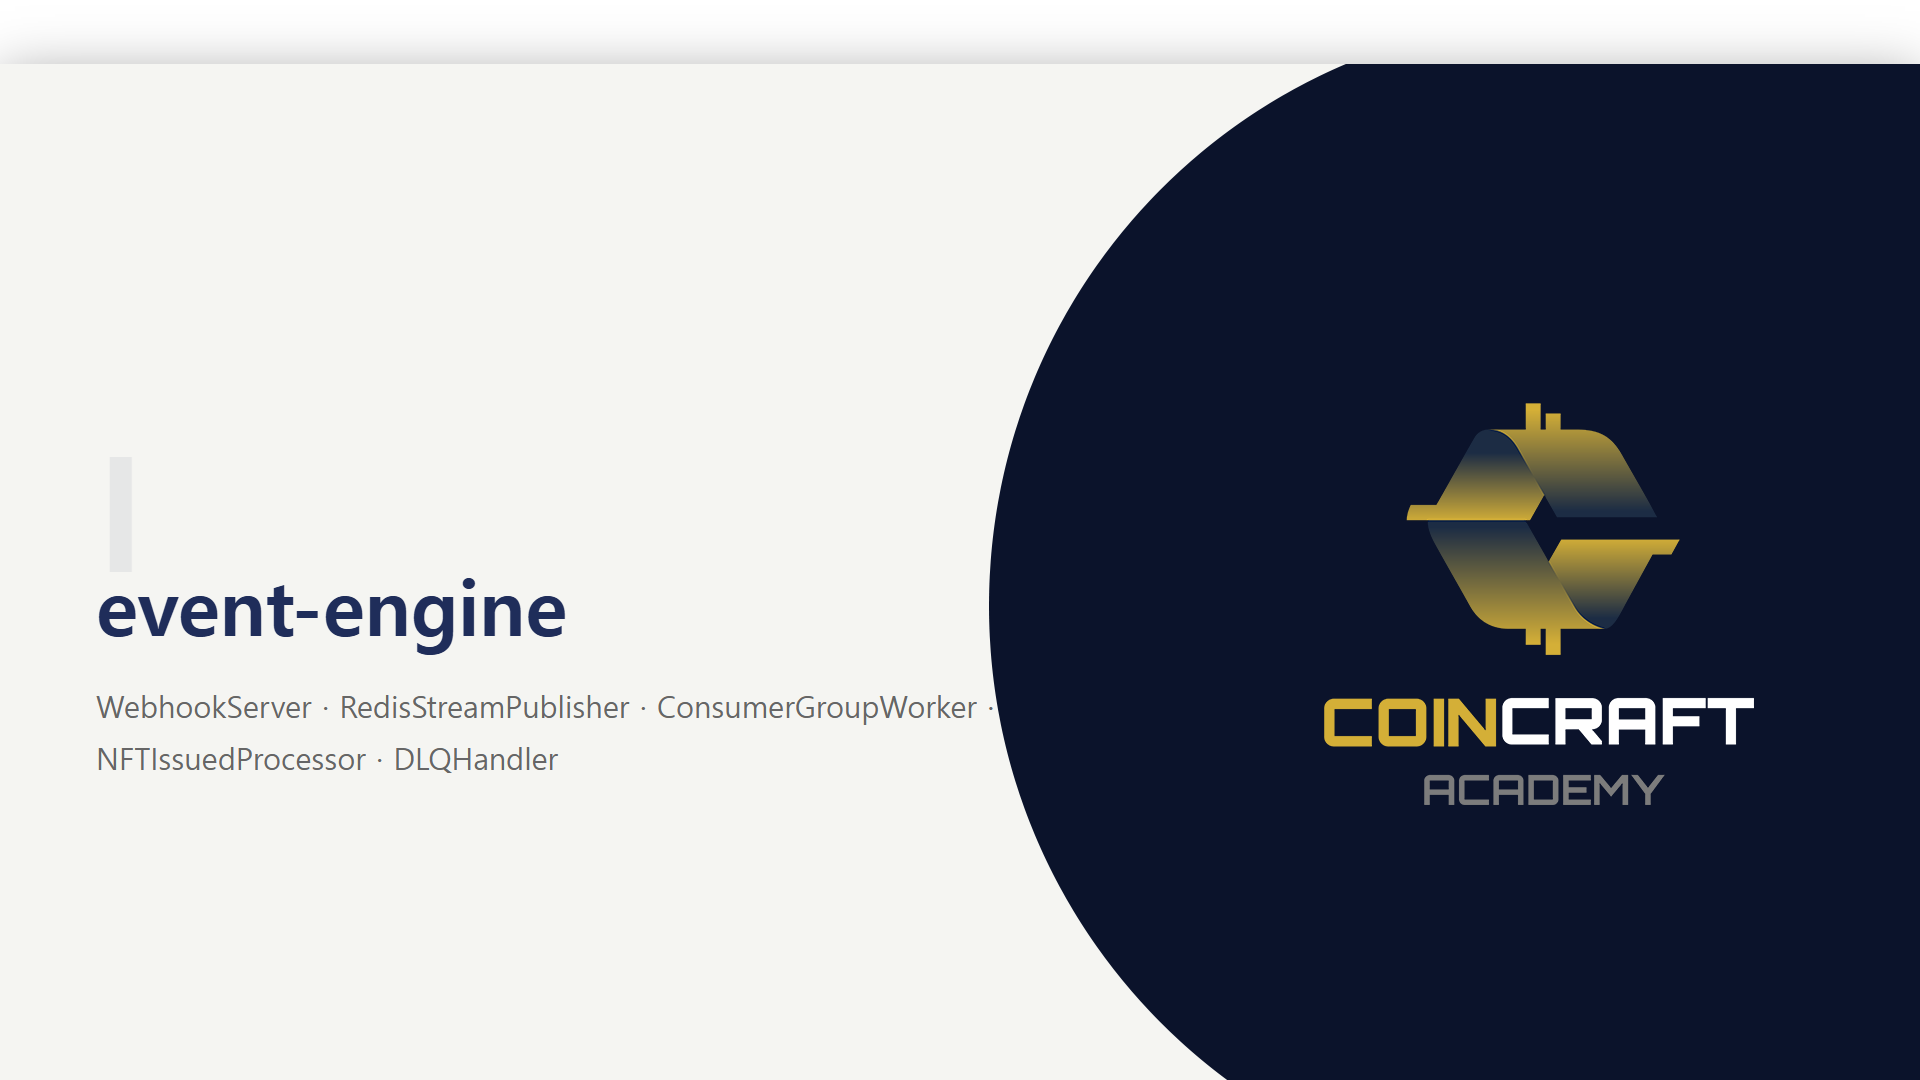 I
event-engine
WebhookServer · RedisStreamPublisher · ConsumerGroupWorker ·
NFTIssuedProcessor · DLQHandler
COINCRAFT
ACADEMY